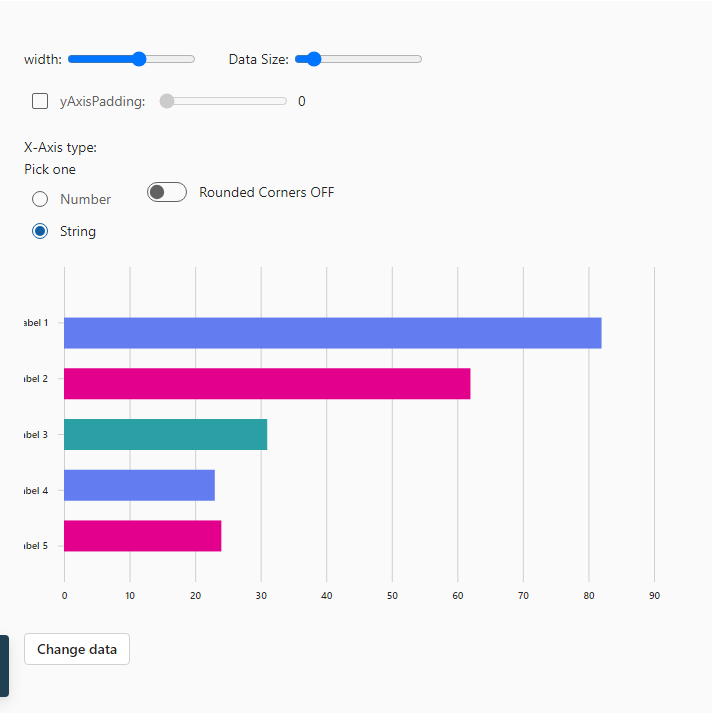 width: Data Size:
yAxisPadding: 0
X-Axis type:
Pick one
Number
Rounded Corners OFF
String
abel 1
abel 2
abel 3
abel 4
abel 5
0 10 20 30 40 50 60 70 80 90
Change data